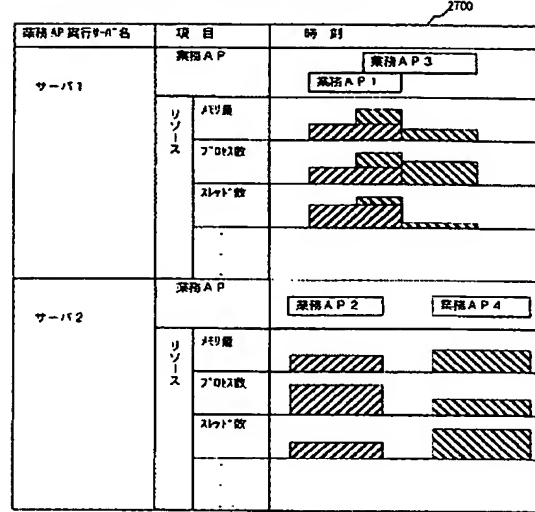 2700
業務AP実行サーバ名 項目 時刻
サーバ1
業務AP
業務AP3
業務AP1
リソース
メモリ量
プロセス数
スレッド数
サーバ2
業務AP
業務AP2 業務AP4
リソース
メモリ量
プロセス数
スレッド数